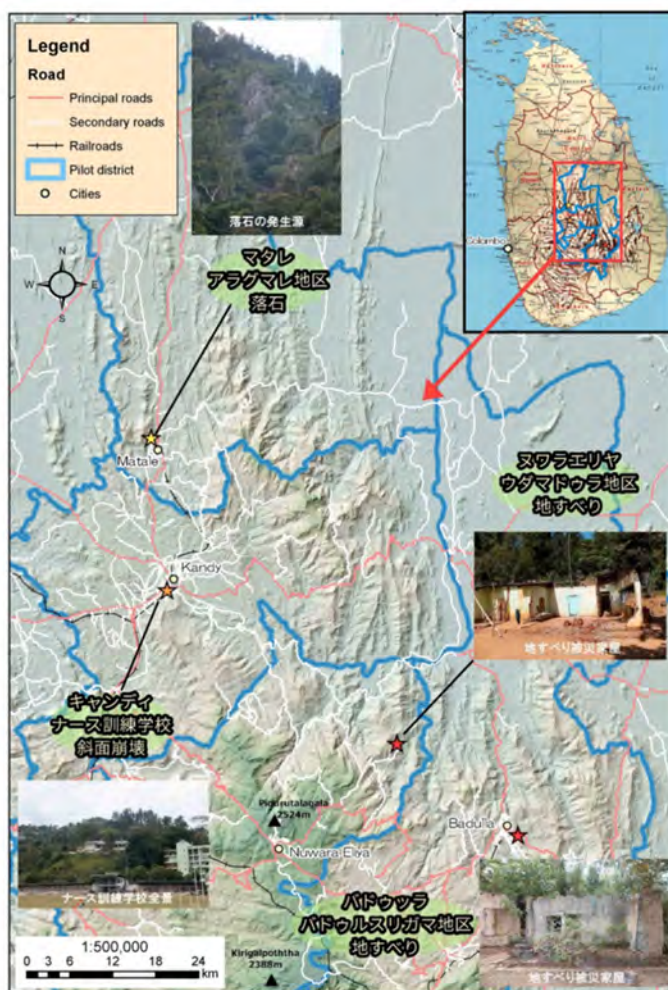 Legend
Road
Principal roads
Secondary roads
Railroads
Pilot district
Cities
落石の発生源
Colombo
N
W
E
S
マタレ
アラグマレ地区
落石
Matale
ヌワラエリヤ
ウダマドゥラ地区
地すべり
Kandy
地すべり被災家屋
キャンディ
ナース訓練学校
斜面崩壊
Pidurutalagala
2524m
Badulla
Nuwara Eliya
ナース訓練学校全景
バドゥッラ
バドゥルスリガマ地区
地すべり
1:500,000
0 3 6 12 18 24
km
Kirigalpoththa
2388m
地すべり被災家屋